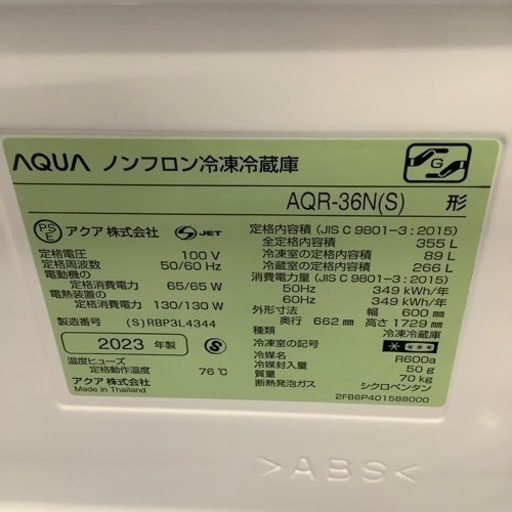 AQUA ノンフロン冷凍冷蔵庫
G
AQR-36N(S) 形
PS E アクア 株式会社 S JET
定格電圧 100 V
定格周波数 50/60 Hz
電動機の
定格消費電力 65/65 W
電熱装置の
定格消費電力 130/130 W
製造番号 (S)RBP3L4344
2023 年製 S
温度ヒューズ
定格動作温度 76℃
アクア 株式会社
Made in Thailand
定格内容積 (JIS C 9801-3 : 2015)
全定格内容積 355 L
冷凍室の定格内容積 89 L
冷蔵室の定格内容積 266 L
消費電力量 (JIS C 9801-3 : 2015)
50Hz 349 kWh/年
60Hz 349 kWh/年
外形寸法 幅 600 mm
奥行 662 mm 高さ 1729 mm
種類 冷凍冷蔵庫
冷凍室の記号 * ***
冷媒名 R600a
冷媒封入量 50 g
質量 70 kg
断熱発泡ガス シクロペンタン
2FB6P401588000
>ABS<